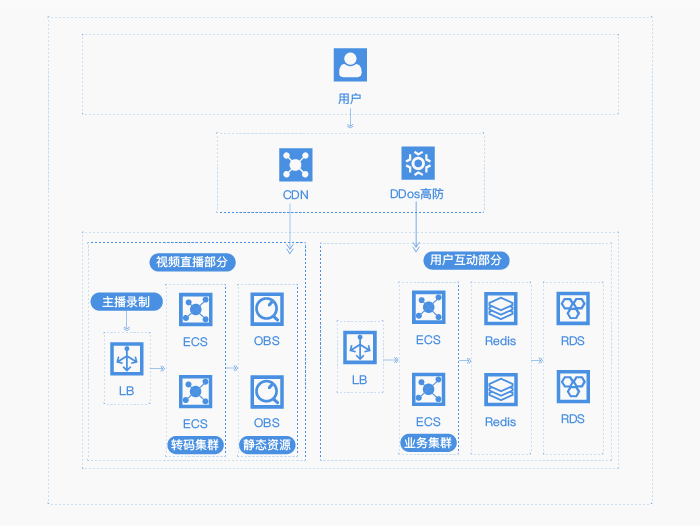 用户
CDN
DDos高防
视频直播部分
用户互动部分
主播录制
LB
ECS
OBS
ECS
OBS
转码集群
静态资源
LB
ECS
Redis
RDS
ECS
Redis
RDS
业务集群